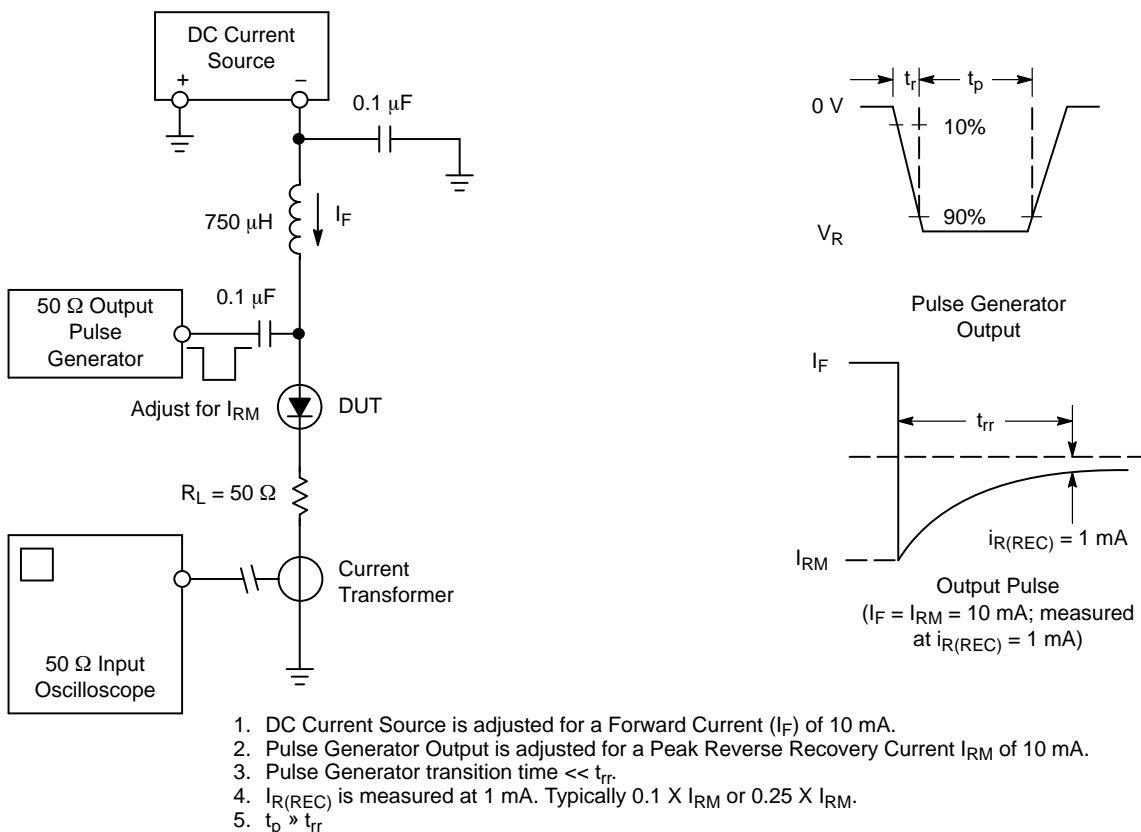 DC Current
Source
+
−
0.1 μF
750 μH
I_F
50 Ω Output
Pulse
Generator
0.1 μF
Adjust for I_RM
DUT
R_L = 50 Ω
Current
Transformer
50 Ω Input
Oscilloscope
t_r
t_p
0 V
10%
90%
V_R
Pulse Generator
Output
I_F
t_rr
i_R(REC) = 1 mA
I_RM
Output Pulse
(I_F = I_RM = 10 mA; measured
at i_R(REC) = 1 mA)
1. DC Current Source is adjusted for a Forward Current (I_F) of 10 mA.
2. Pulse Generator Output is adjusted for a Peak Reverse Recovery Current I_RM of 10 mA.
3. Pulse Generator transition time << t_rr.
4. I_R(REC) is measured at 1 mA. Typically 0.1 X I_RM or 0.25 X I_RM.
5. t_p » t_rr